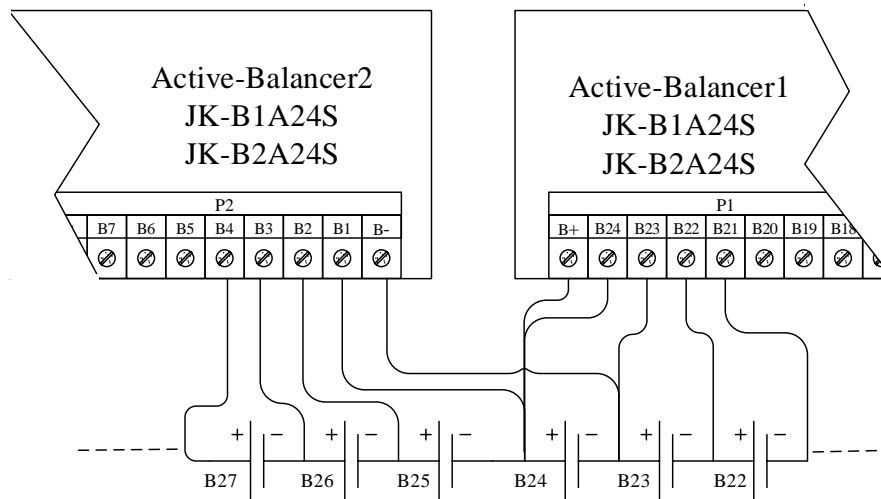 Active-Balancer2
JK-B1A24S
JK-B2A24S
Active-Balancer1
JK-B1A24S
JK-B2A24S
P2
B7 B6 B5 B4 B3 B2 B1 B-
P1
B+ B24 B23 B22 B21 B20 B19 B18
+ − + − + − + − + − + −
B27 B26 B25 B24 B23 B22